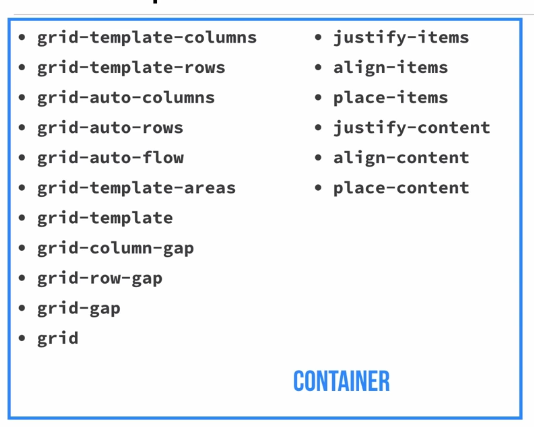 • grid-template-columns
• grid-template-rows
• grid-auto-columns
• grid-auto-rows
• grid-auto-flow
• grid-template-areas
• grid-template
• grid-column-gap
• grid-row-gap
• grid-gap
• grid
• justify-items
• align-items
• place-items
• justify-content
• align-content
• place-content
CONTAINER